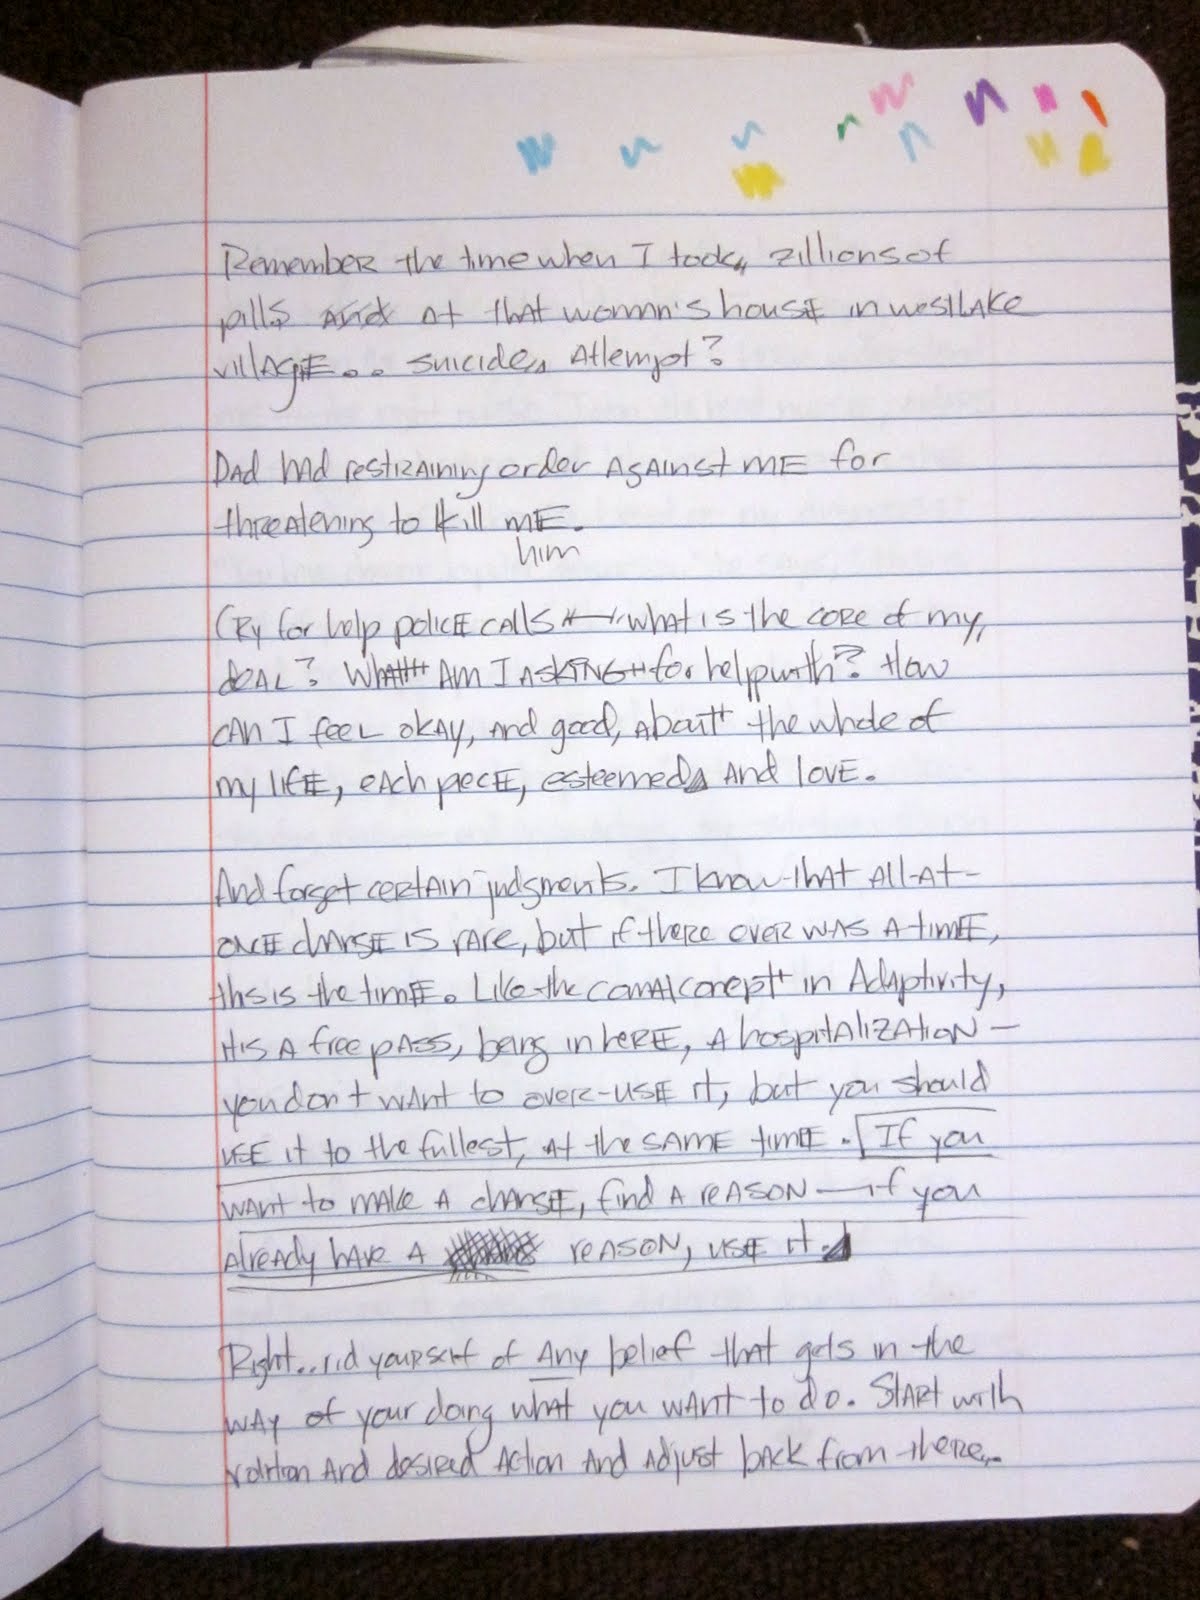 Remember the time when I took zillions of
pills and at that woman's house in westlake
village... suicide attempt?
Dad had restraining order against me for
threatening to kill me.
him
Cry for help police calls what is the core of my
deal? What Am I asking for help with? How
can I feel okay, and good, about the whole of
my life, each piece, esteemed and love.
And forget certain judgments. I know that all-at-
once change is rare, but if there over was a time,
ths is the time. Like the comal in Adaptivity,
its a free pass, being in here, a hospitalization —
you don't want to over-use it, but you should
use it to the fullest, at the same time. If you
want to make a change, find a reason — if you
already have a reason, use it.
Right.. rid yourself of any belief that gets in the
way of your doing what you want to do. Start with
volition and desired action and adjust back from there..